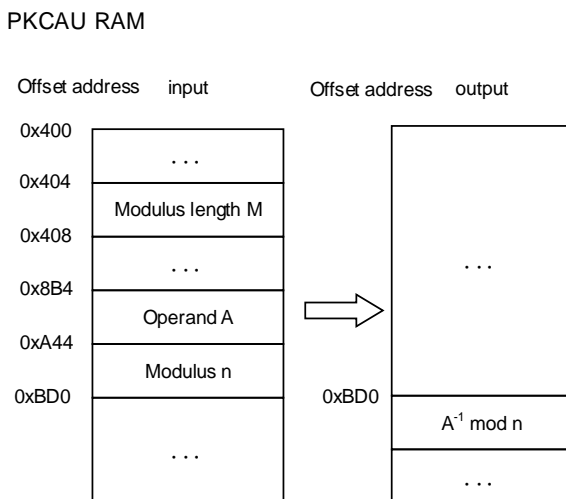 PKCAU RAM
Offset address input
Offset address output
0x400
. . .
0x404
Modulus length M
0x408
. . .
0x8B4
Operand A
0xA44
Modulus n
0xBD0
. . .
. . .
0xBD0
A⁻¹ mod n
. . .